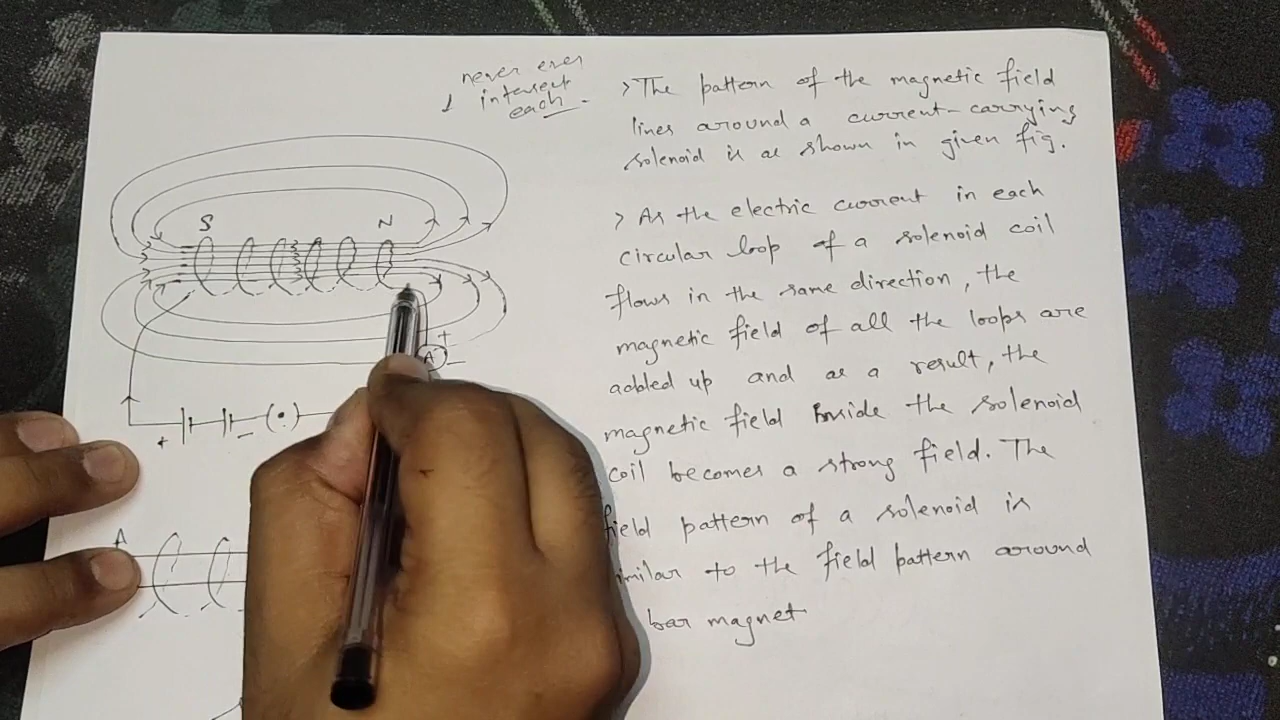 never ever
intersect
each
> The pattern of the magnetic field
lines around a current-carrying
solenoid is as shown in given fig.
> As the electric current in each
circular loop of a solenoid coil
flows in the same direction, the
magnetic field of all the loops are
added up and as a result, the
magnetic field inside the solenoid
coil becomes a strong field. The
field pattern of a solenoid is
imilar to the field pattern around
bar magnet
S
N
+
A
-
+
-
A